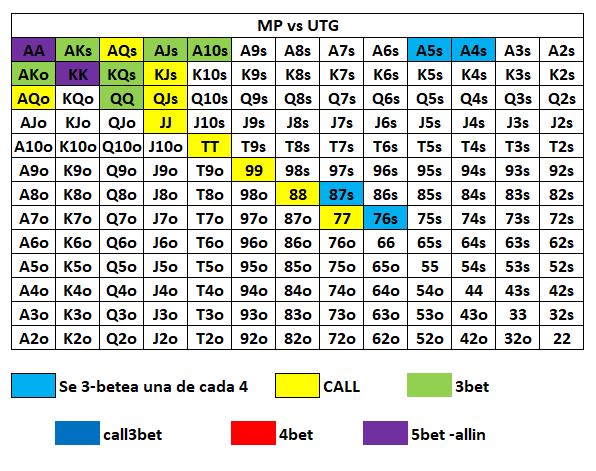 MP vs UTG
AA AKs AQs AJs A10s A9s A8s A7s A6s A5s A4s A3s A2s
AKo KK KQs KJs K10s K9s K8s K7s K6s K5s K4s K3s K2s
AQo KQo QQ QJs Q10s Q9s Q8s Q7s Q6s Q5s Q4s Q3s Q2s
AJo KJo QJo JJ J10s J9s J8s J7s J6s J5s J4s J3s J2s
A10o K10o Q10o J10o TT T9s T8s T7s T6s T5s T4s T3s T2s
A9o K9o Q9o J9o T9o 99 98s 97s 96s 95s 94s 93s 92s
A8o K8o Q8o J8o T8o 98o 88 87s 86s 85s 84s 83s 82s
A7o K7o Q7o J7o T7o 97o 87o 77 76s 75s 74s 73s 72s
A6o K6o Q6o J6o T6o 96o 86o 76o 66 65s 64s 63s 62s
A5o K5o Q5o J5o T5o 95o 85o 75o 65o 55 54s 53s 52s
A4o K4o Q4o J4o T4o 94o 84o 74o 64o 54o 44 43s 42s
A3o K3o Q3o J3o T3o 93o 83o 73o 63o 53o 43o 33 32s
A2o K2o Q2o J2o T2o 92o 82o 72o 62o 52o 42o 32o 22
Se 3-betea una de cada 4 CALL 3bet
call3bet 4bet 5bet -allin